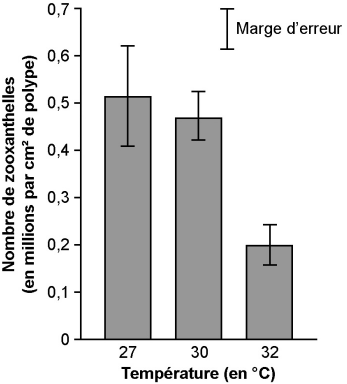 0,7
Marge d'erreur
0,6
0,5
0,4
0,3
0,2
0,1
0
Nombre de zooxanthelles
(en millions par cm² de polype)
27 30 32
Température (en °C)